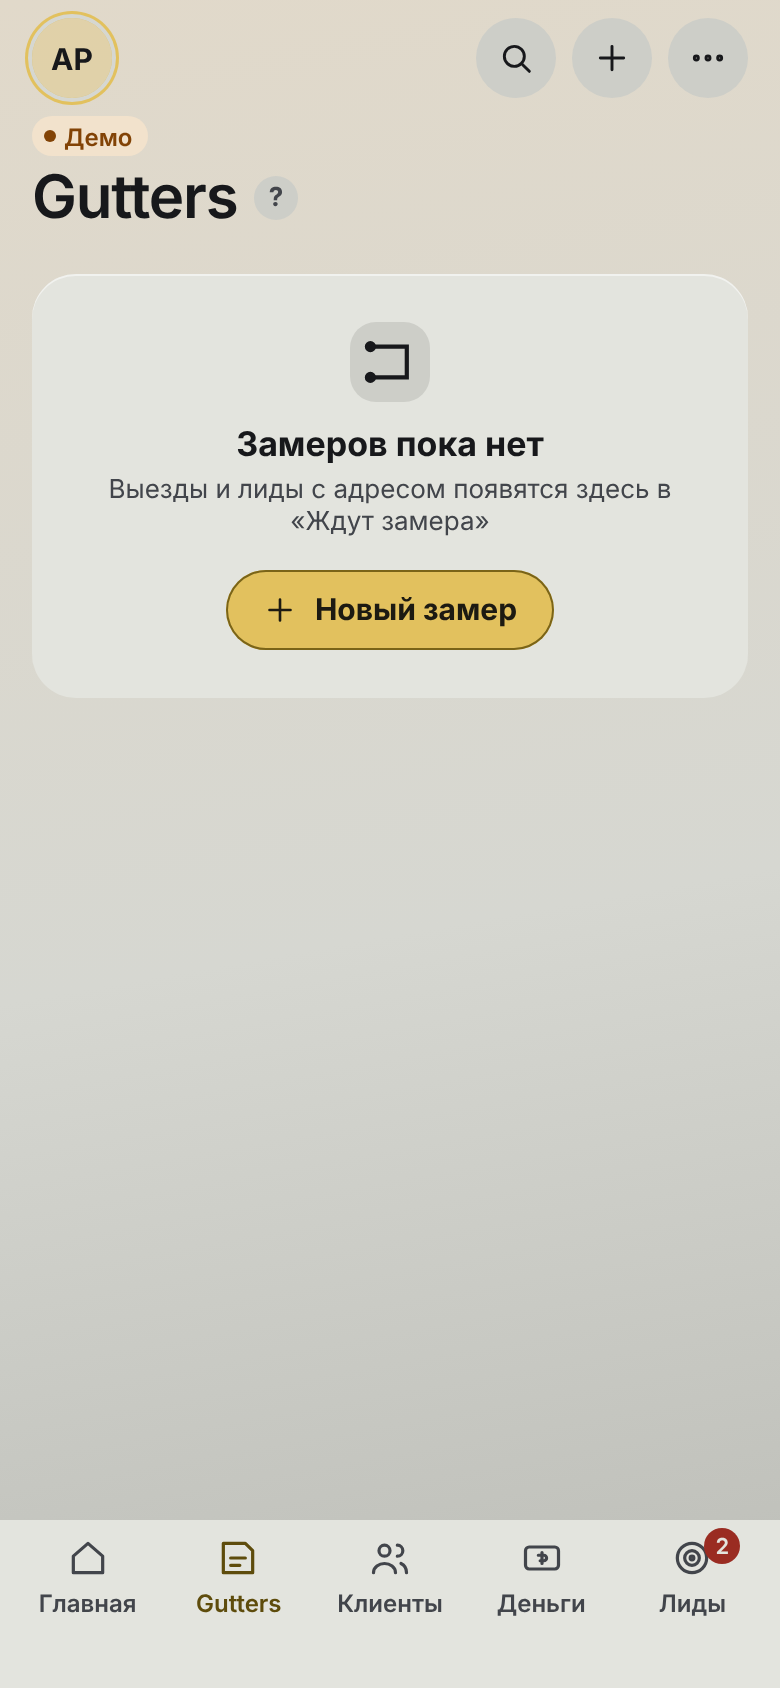 AP
Демо
Gutters ?
Замеров пока нет
Выезды и лиды с адресом появятся здесь в
«Ждут замера»
Новый замер
2
Главная Gutters Клиенты Деньги Лиды